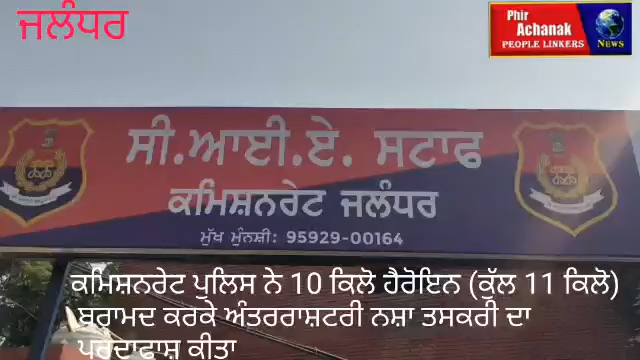 ਜਲੰਧਰ
Phir
Achanak
PEOPLE LINKERS
NEWS
ਸੀ.ਆਈ.ਏ. ਸਟਾਫ
ਕਮਿਸ਼ਨਰੇਟ ਜਲੰਧਰ
ਮੁੱਖ ਮੁੰਨਸ਼ੀ: 95929-00164
ਕਮਿਸ਼ਨਰੇਟ ਪੁਲਿਸ ਨੇ 10 ਕਿਲੋ ਹੈਰੋਇਨ (ਕੁੱਲ 11 ਕਿਲੋ)
ਬਰਾਮਦ ਕਰਕੇ ਅੰਤਰਰਾਸ਼ਟਰੀ ਨਸ਼ਾ ਤਸਕਰੀ ਦਾ
ਪਰਦਾਫਾਸ਼ ਕੀਤਾ